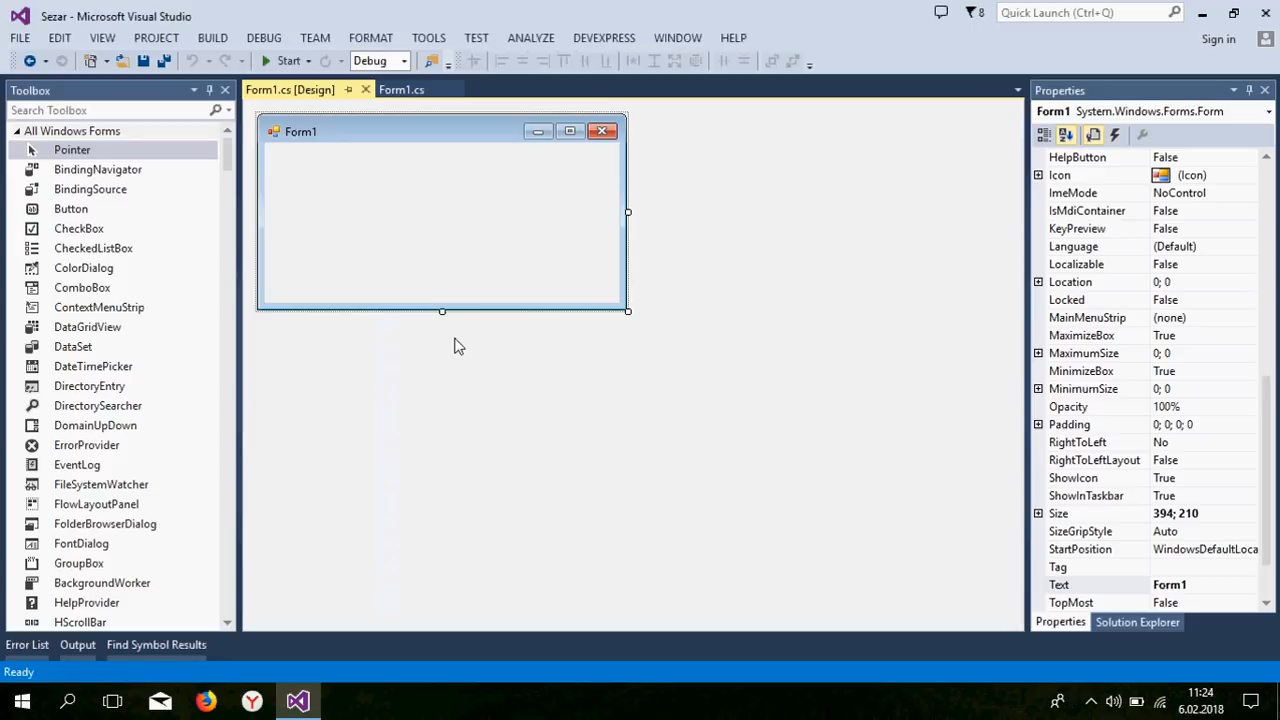 Sezar - Microsoft Visual Studio
8
Quick Launch (Ctrl+Q)
FILE EDIT VIEW PROJECT BUILD DEBUG TEAM FORMAT TOOLS TEST ANALYZE DEVEXPRESS WINDOW HELP
Sign in
Start
Debug
Toolbox
Search Toolbox
All Windows Forms
Pointer
BindingNavigator
BindingSource
Button
CheckBox
CheckedListBox
ColorDialog
ComboBox
ContextMenuStrip
DataGridView
DataSet
DateTimePicker
DirectoryEntry
DirectorySearcher
DomainUpDown
ErrorProvider
EventLog
FileSystemWatcher
FlowLayoutPanel
FolderBrowserDialog
FontDialog
GroupBox
BackgroundWorker
HelpProvider
HScrollBar
Form1.cs [Design]
Form1.cs
Form1
Properties
Form1 System.Windows.Forms.Form
HelpButton False
Icon (Icon)
ImeMode NoControl
IsMdiContainer False
KeyPreview False
Language (Default)
Localizable False
Location 0; 0
Locked False
MainMenuStrip (none)
MaximizeBox True
MaximumSize 0; 0
MinimizeBox True
MinimumSize 0; 0
Opacity 100%
Padding 0; 0; 0; 0
RightToLeft No
RightToLeftLayout False
ShowIcon True
ShowInTaskbar True
Size 394; 210
SizeGripStyle Auto
StartPosition WindowsDefaultLoca
Tag
Text Form1
TopMost False
Properties Solution Explorer
Error List Output Find Symbol Results
Ready
11:24
6.02.2018